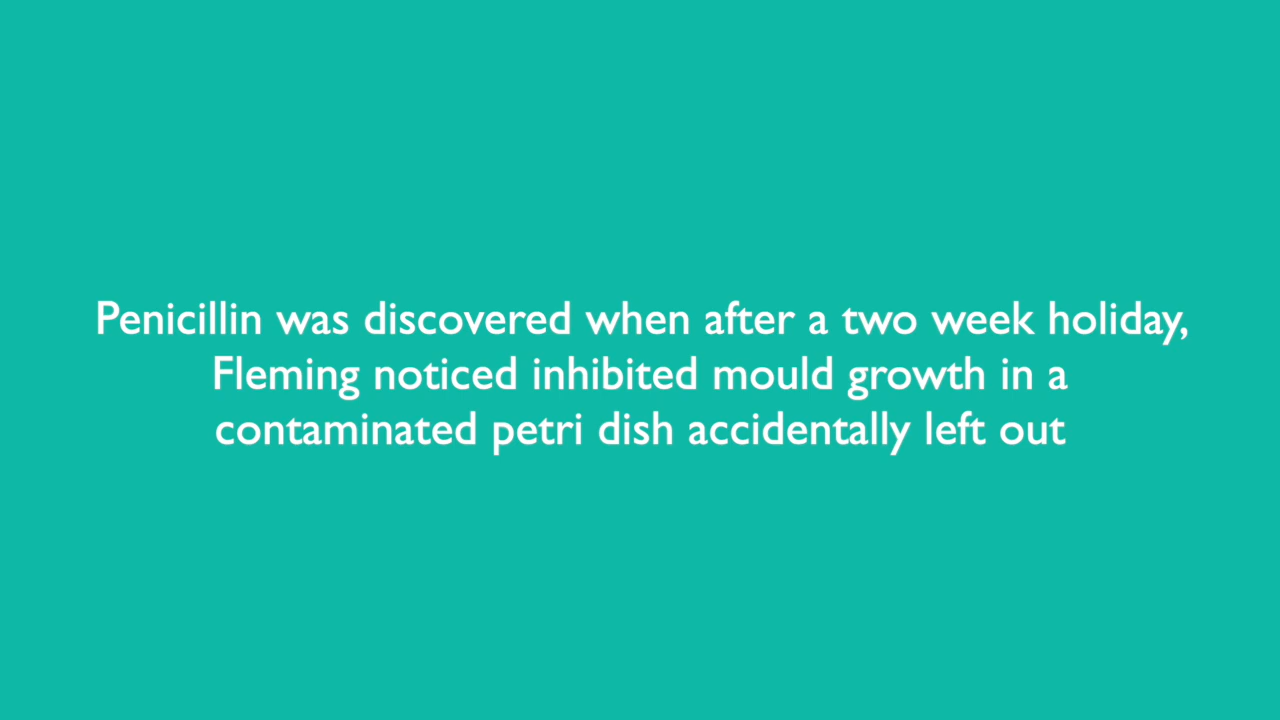 Penicillin was discovered when after a two week holiday,
Fleming noticed inhibited mould growth in a
contaminated petri dish accidentally left out